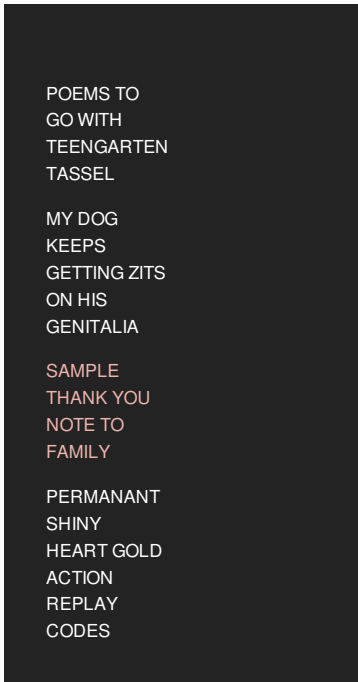 POEMS TO
GO WITH
TEENGARTEN
TASSEL
MY DOG
KEEPS
GETTING ZITS
ON HIS
GENITALIA
SAMPLE
THANK YOU
NOTE TO
FAMILY
PERMANANT
SHINY
HEART GOLD
ACTION
REPLAY
CODES